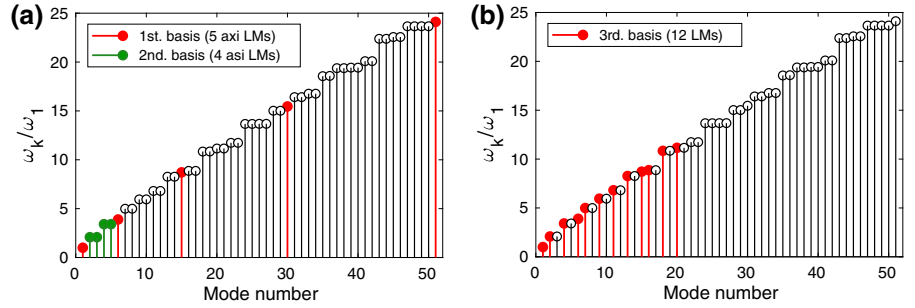 (a)
25
20
15
10
5
0
ω_k/ω_1
1st. basis (5 axi LMs)
2nd. basis (4 asi LMs)
0 10 20 30 40 50
Mode number
(b)
25
20
15
10
5
0
ω_k/ω_1
3rd. basis (12 LMs)
0 10 20 30 40 50
Mode number